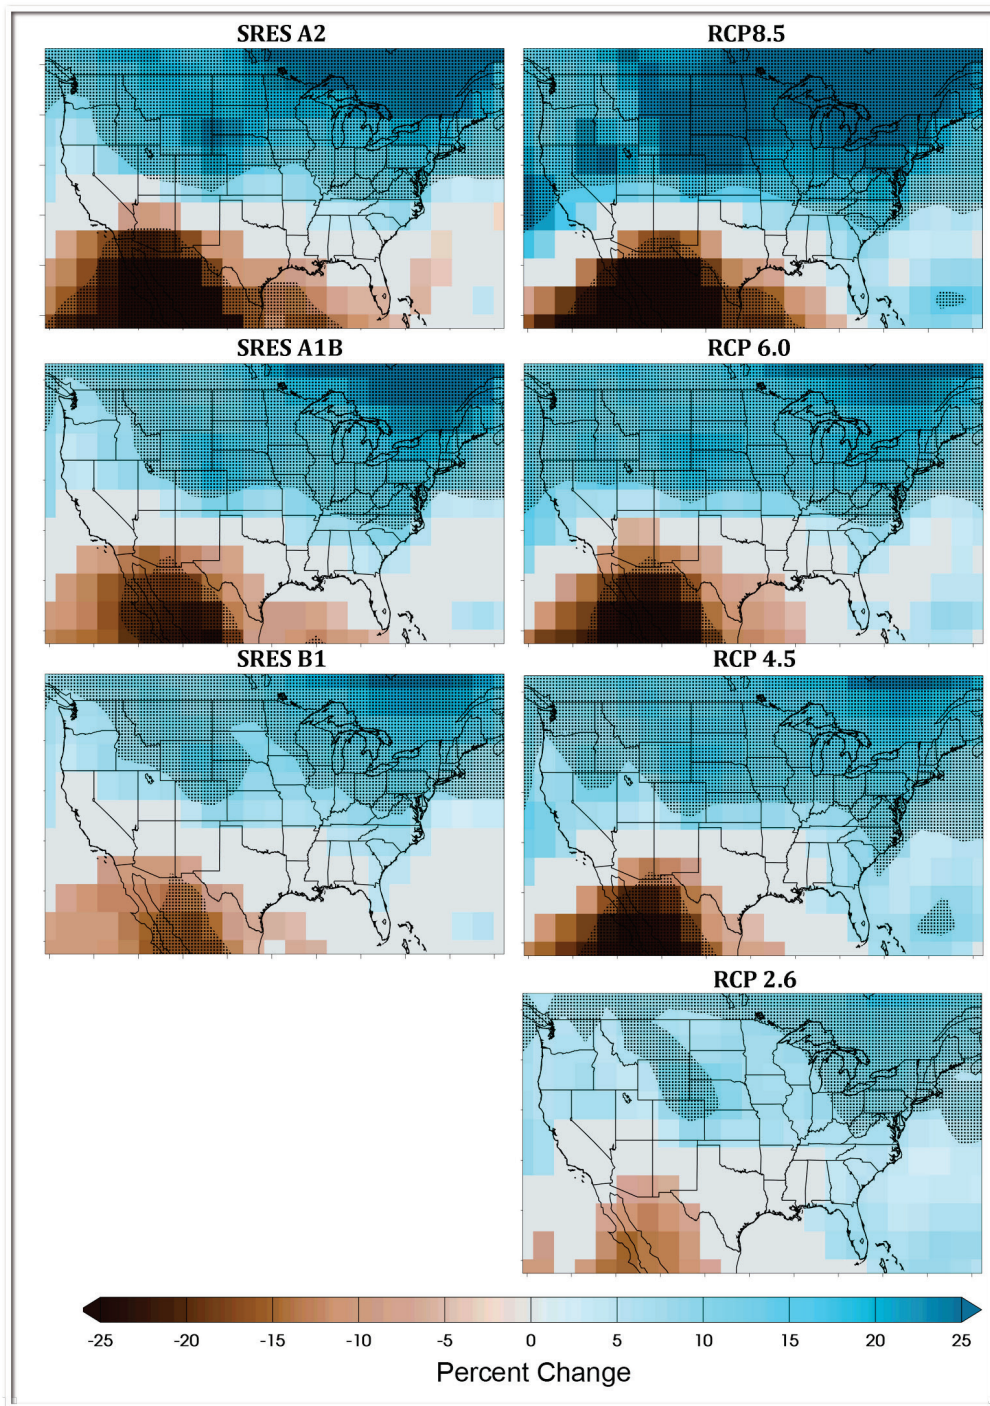 SRES A2
RCP8.5
SRES A1B
RCP 6.0
SRES B1
RCP 4.5
RCP 2.6
-25 -20 -15 -10 -5 0 5 10 15 20 25
Percent Change